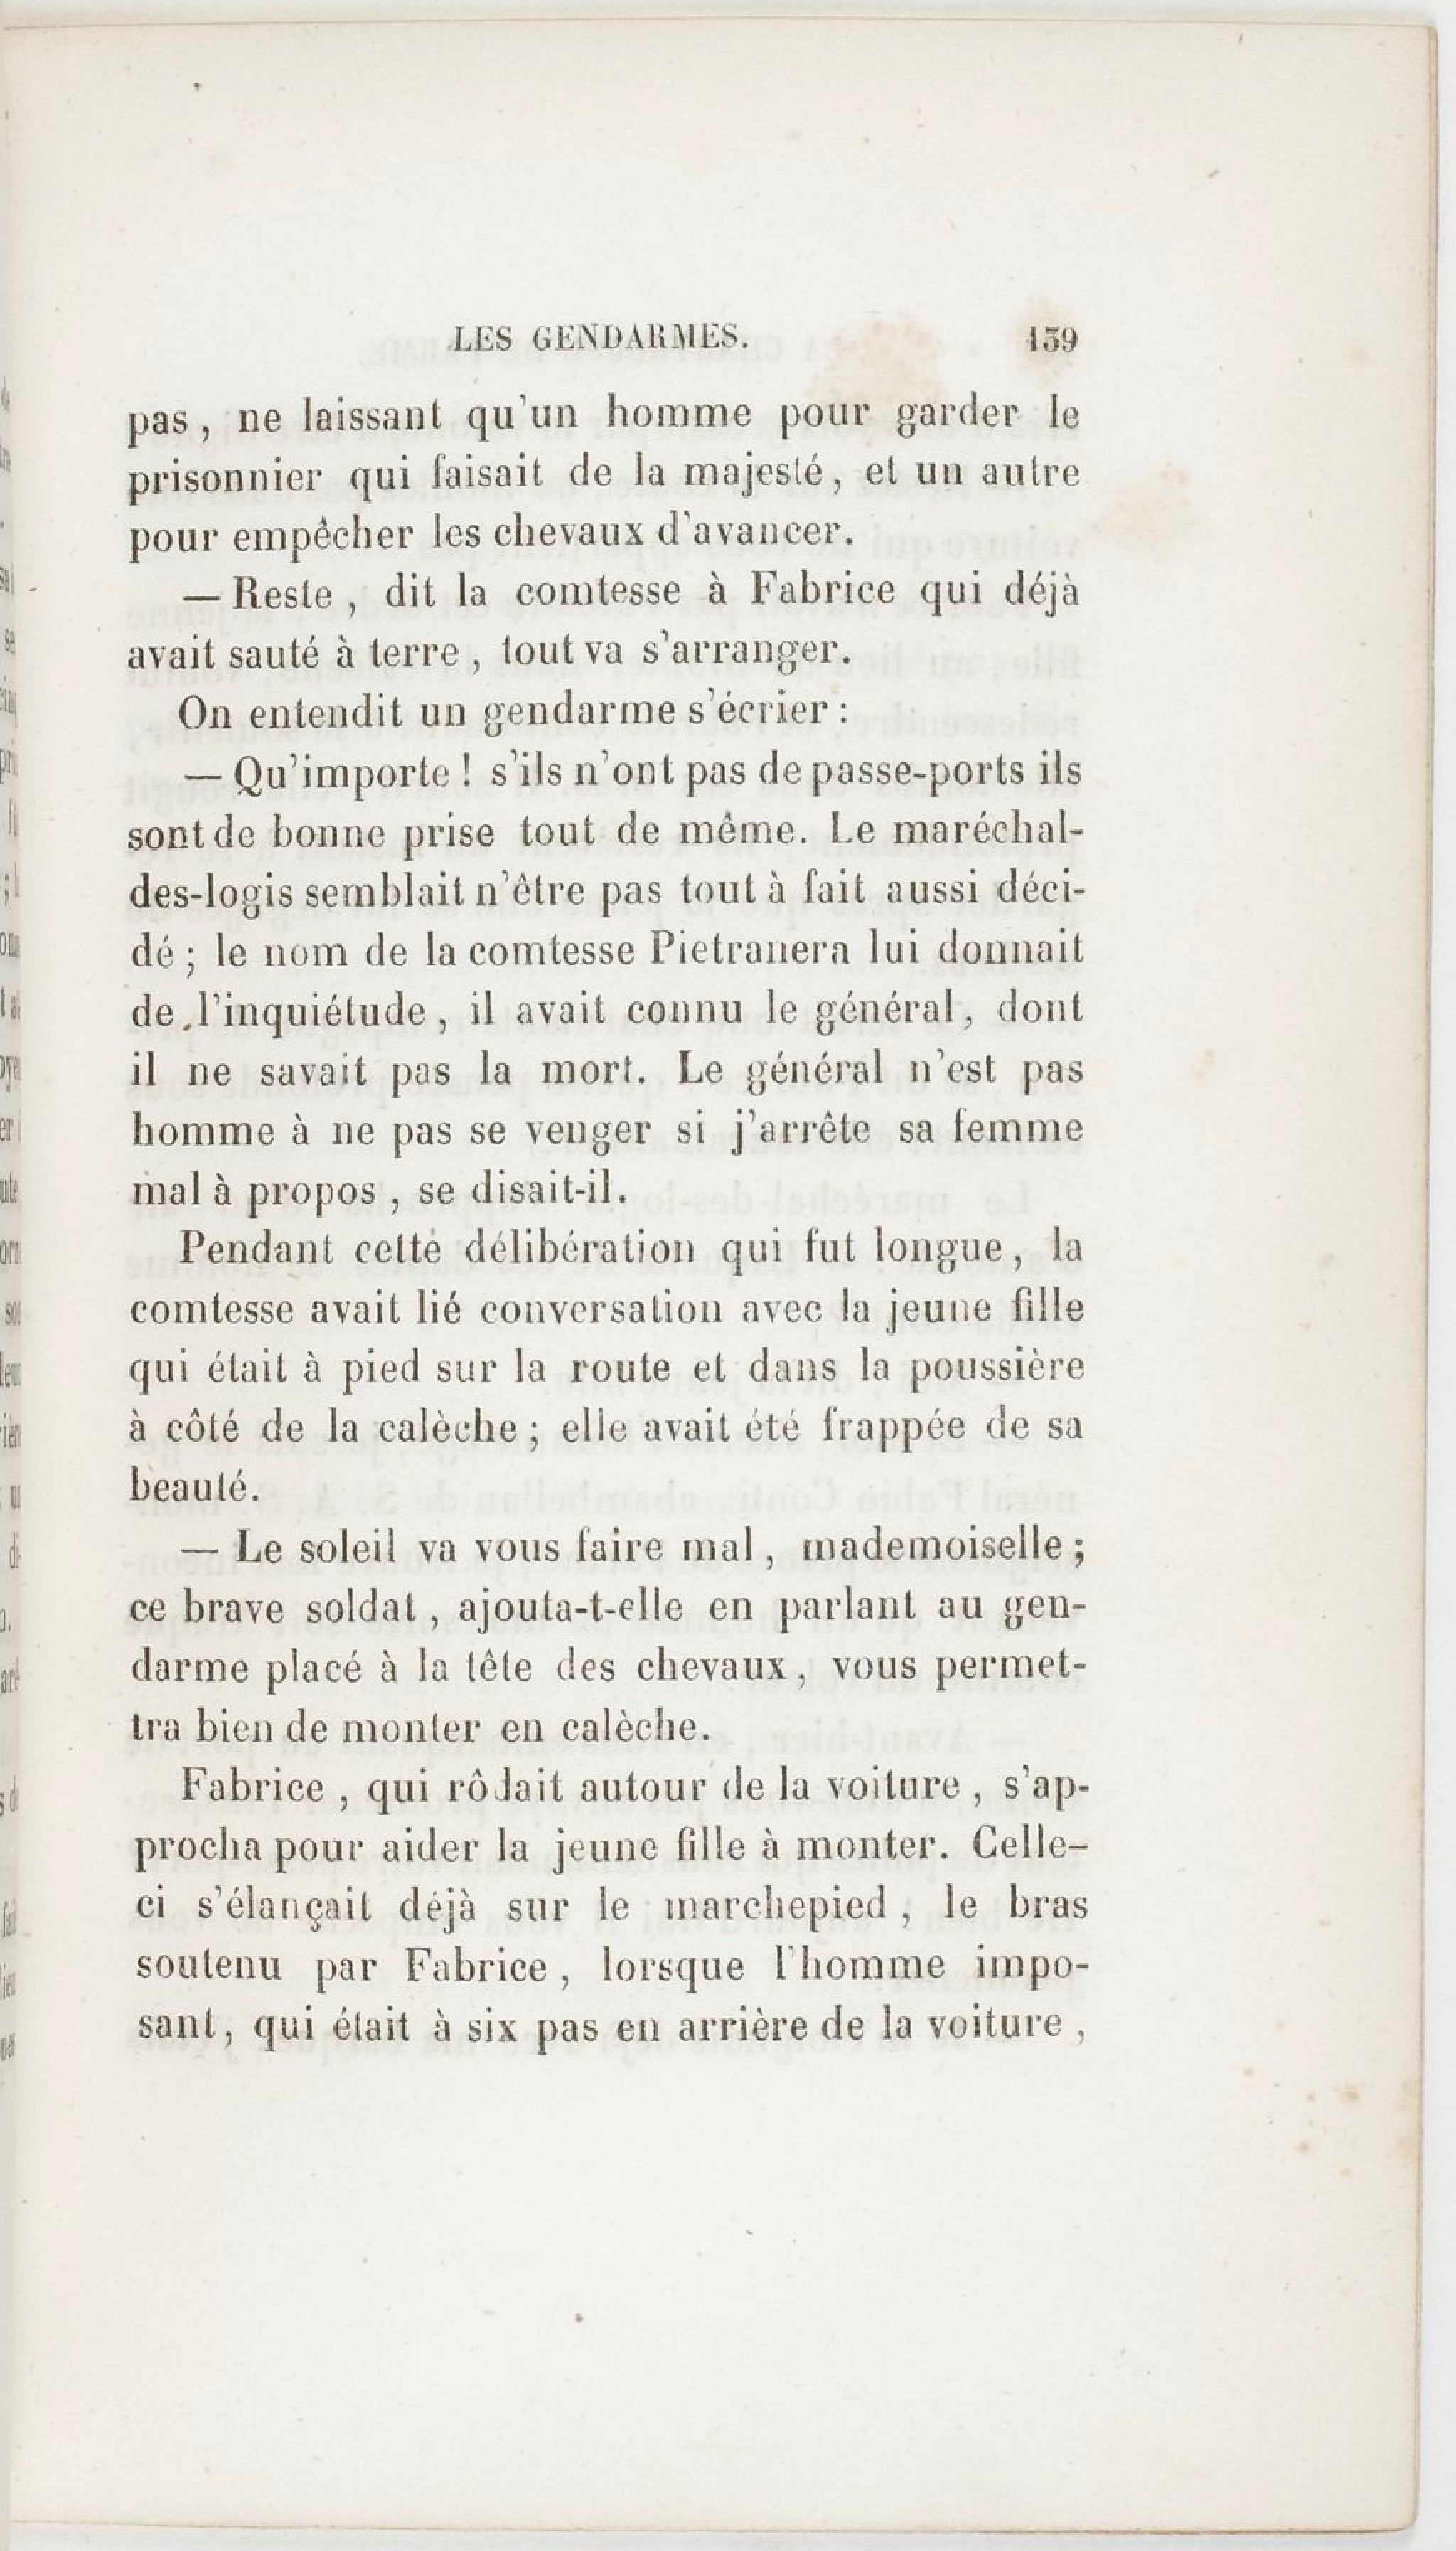 LES GENDARMES. 139
pas, ne laissant qu'un homme pour garder le
prisonnier qui faisait de la majesté, et un autre
pour empêcher les chevaux d'avancer.
— Reste, dit la comtesse à Fabrice qui déjà
avait sauté à terre, tout va s'arranger.
On entendit un gendarme s'écrier :
— Qu'importe ! s'ils n'ont pas de passe-ports ils
sont de bonne prise tout de même. Le maréchal-
des-logis semblait n'être pas tout à fait aussi déci-
dé ; le nom de la comtesse Pietranera lui donnait
de l'inquiétude, il avait connu le général, dont
il ne savait pas la mort. Le général n'est pas
homme à ne pas se venger si j'arrête sa femme
mal à propos, se disait-il.
Pendant cette délibération qui fut longue, la
comtesse avait lié conversation avec la jeune fille
qui était à pied sur la route et dans la poussière
à côté de la calèche ; elle avait été frappée de sa
beauté.
— Le soleil va vous faire mal, mademoiselle ;
ce brave soldat, ajouta-t-elle en parlant au gen-
darme placé à la tête des chevaux, vous permet-
tra bien de monter en calèche.
Fabrice, qui rôdait autour de la voiture, s'ap-
procha pour aider la jeune fille à monter. Celle-
ci s'élançait déjà sur le marchepied, le bras
soutenu par Fabrice, lorsque l'homme impo-
sant, qui était à six pas en arrière de la voiture,